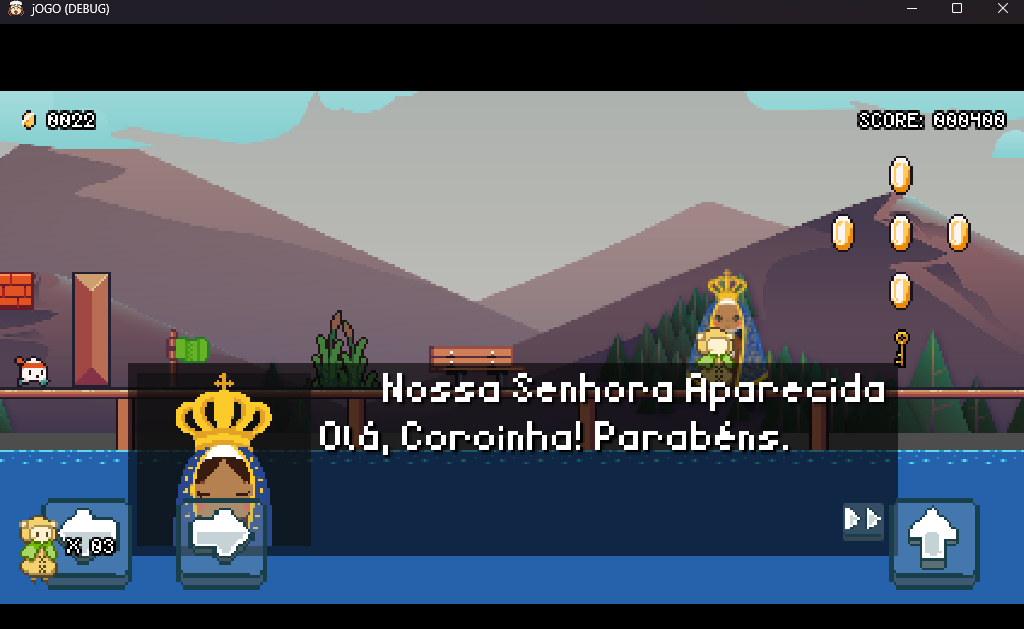 jOGO (DEBUG)
0022
SCORE: 000400
Nossa Senhora Aparecida
Olá, Coroinha! Parabéns.
X 03